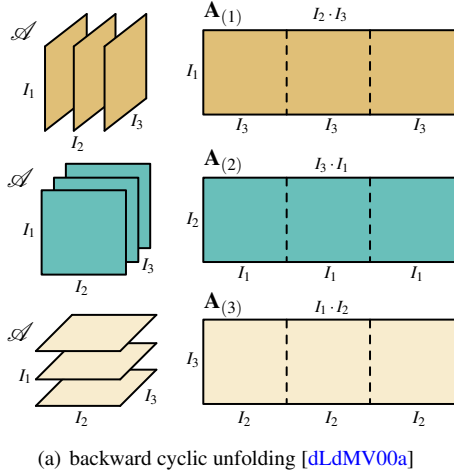 𝒜 A(1) I2 · I3
I1 I1
I2 I3 I3 I3 I3
𝒜 A(2) I3 · I1
I1 I2
I3
I2 I1 I1 I1
𝒜 A(3) I1 · I2
I1 I3 I3
I2 I2 I2 I2
(a) backward cyclic unfolding [dLdMV00a]